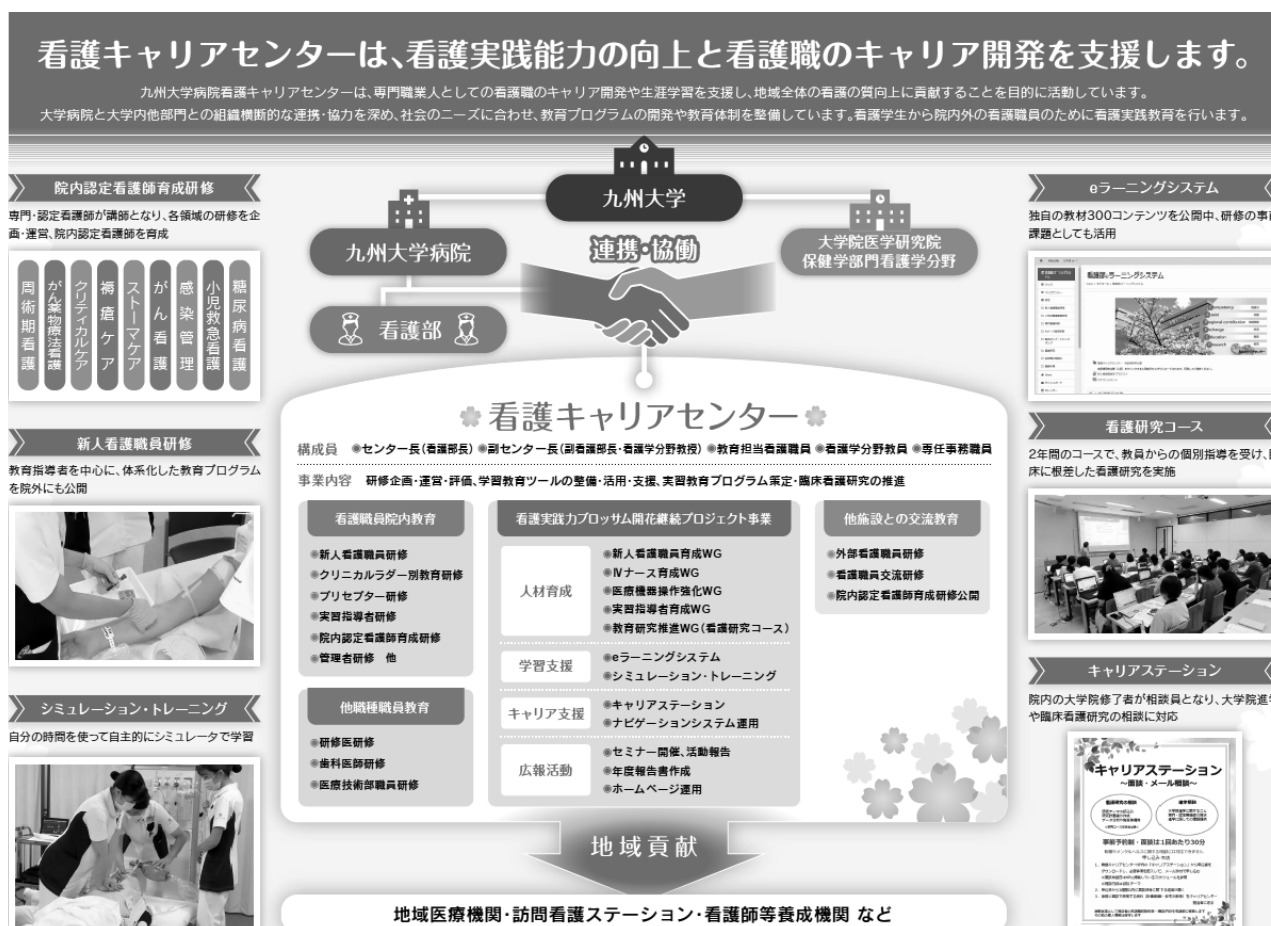 看護キャリアセンターは、看護実践能力の向上と看護職のキャリア開発を支援します。
九州大学病院看護キャリアセンターは、専門職業人としての看護職のキャリア開発や生涯学習を支援し、地域全体の看護の質向上に貢献することを目的に活動しています。
大学病院と大学内他部門との組織横断的な連携・協力を深め、社会のニーズに合わせ、教育プログラムの開発や教育体制を整備しています。看護学生から院内外の看護職員のために看護実践教育を行います。
院内認定看護師育成研修
専門・認定看護師が講師となり、各領域の研修を企
画・運営、院内認定看護師を育成
周術期看護
がん薬物療法看護
クリティカルケア
褥瘡ケア
ストーマケア
がん看護
感染管理
小児救急看護
糖尿病看護
新人看護職員研修
教育指導者を中心に、体系化した教育プログラム
を院外にも公開
シミュレーション・トレーニング
自分の時間を使って自主的にシミュレータで学習
九州大学
九州大学病院
連携・協働
大学院医学研究院
保健学部門看護学分野
看護部
看護キャリアセンター
構成員 ●センター長(看護部長) ●副センター長(副看護部長・看護学分野教授) ●教育担当看護職員 ●看護学分野教員 ●専任事務職員
事業内容 研修企画・運営・評価、学習教育ツールの整備・活用・支援、実習教育プログラム策定・臨床看護研究の推進
看護職員院内教育
●新人看護職員研修
●クリニカルラダー別教育研修
●プリセプター研修
●実習指導者研修
●院内認定看護師育成研修
●管理者研修 他
他職種職員教育
●研修医研修
●歯科医師研修
●医療技術部職員研修
看護実践力ブロッサム開花継続プロジェクト事業
人材育成
●新人看護職員育成WG
●Ⅳナース育成WG
●医療機器操作強化WG
●実習指導者育成WG
●教育研究推進WG(看護研究コース)
学習支援
●eラーニングシステム
●シミュレーション・トレーニング
キャリア支援
●キャリアステーション
●ナビゲーションシステム運用
広報活動
●セミナー開催、活動報告
●年度報告書作成
●ホームページ運用
他施設との交流教育
●外部看護職員研修
●看護職員交流研修
●院内認定看護師育成研修公開
地域貢献
地域医療機関・訪問看護ステーション・看護師等養成機関 など
eラーニングシステム
独自の教材300コンテンツを公開中、研修の事前
課題としても活用
看護部eラーニングシステム
看護研究コース
2年間のコースで、教員からの個別指導を受け、
床に根差した看護研究を実施
キャリアステーション
院内の大学院修了者が相談員となり、大学院進学
や臨床看護研究の相談に対応
キャリアステーション
～面談・メール相談～
看護研究の相談
進学相談
事前予約制・面談は1回あたり30分